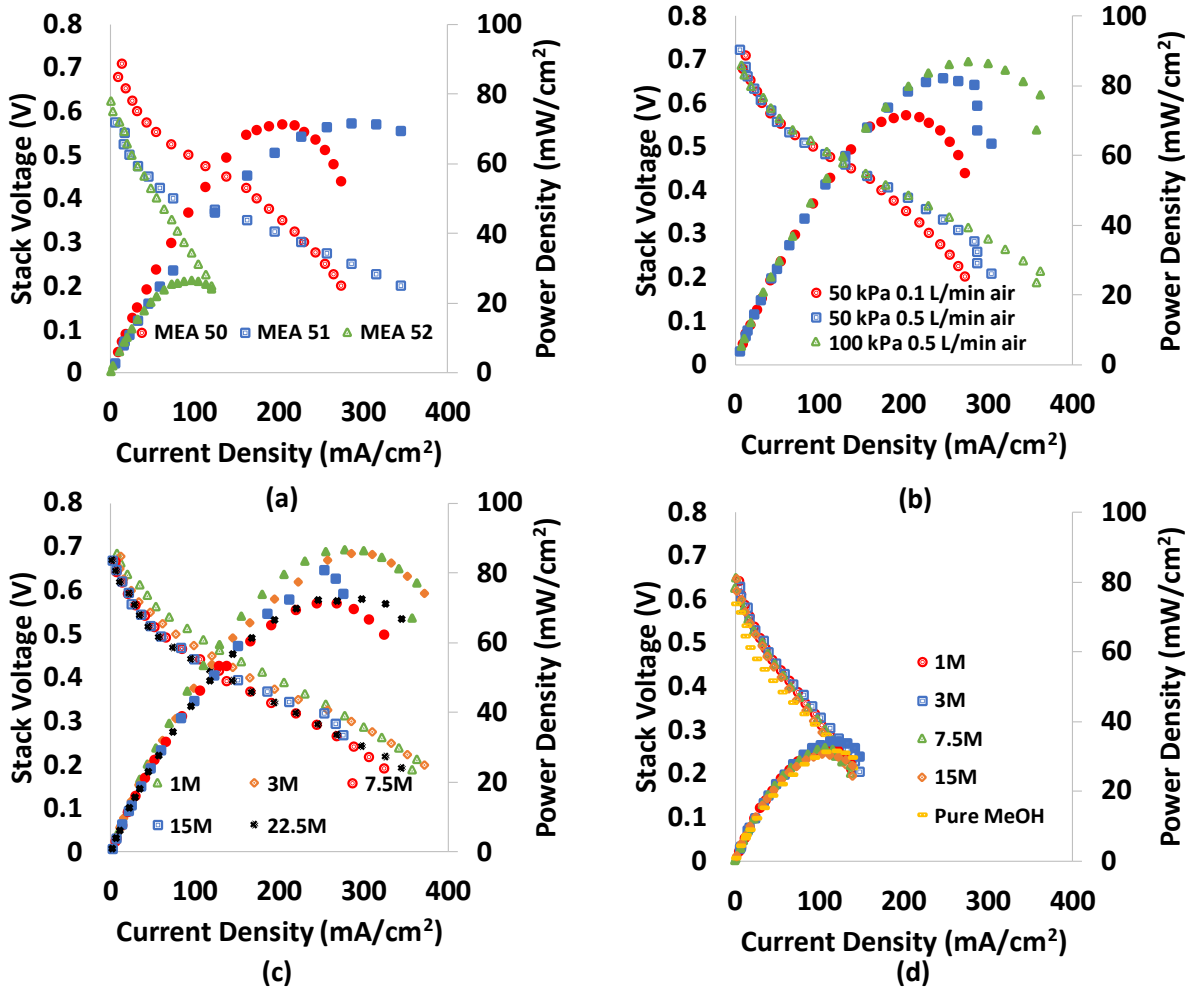 0.8
0.7
0.6
0.5
0.4
0.3
0.2
0.1
0
Stack Voltage (V)
100
80
60
40
20
0
Power Density (mW/cm²)
MEA 50 MEA 51 MEA 52
0 100 200 300 400
Current Density (mA/cm²)
(a)
0.8
0.7
0.6
0.5
0.4
0.3
0.2
0.1
0
Stack Voltage (V)
100
80
60
40
20
0
Power Density (mW/cm²)
50 kPa 0.1 L/min air
50 kPa 0.5 L/min air
100 kPa 0.5 L/min air
0 100 200 300 400
Current Density (mA/cm²)
(b)
0.8
0.7
0.6
0.5
0.4
0.3
0.2
0.1
0
Stack Voltage (V)
100
80
60
40
20
0
Power Density (mW/cm²)
1M 3M 7.5M
15M 22.5M
0 100 200 300 400
Current Density (mA/cm²)
(c)
0.8
0.7
0.6
0.5
0.4
0.3
0.2
0.1
0
Stack Voltage (V)
100
80
60
40
20
0
Power Density (mW/cm²)
1M
3M
7.5M
15M
Pure MeOH
0 100 200 300 400
Current Density (mA/cm²)
(d)